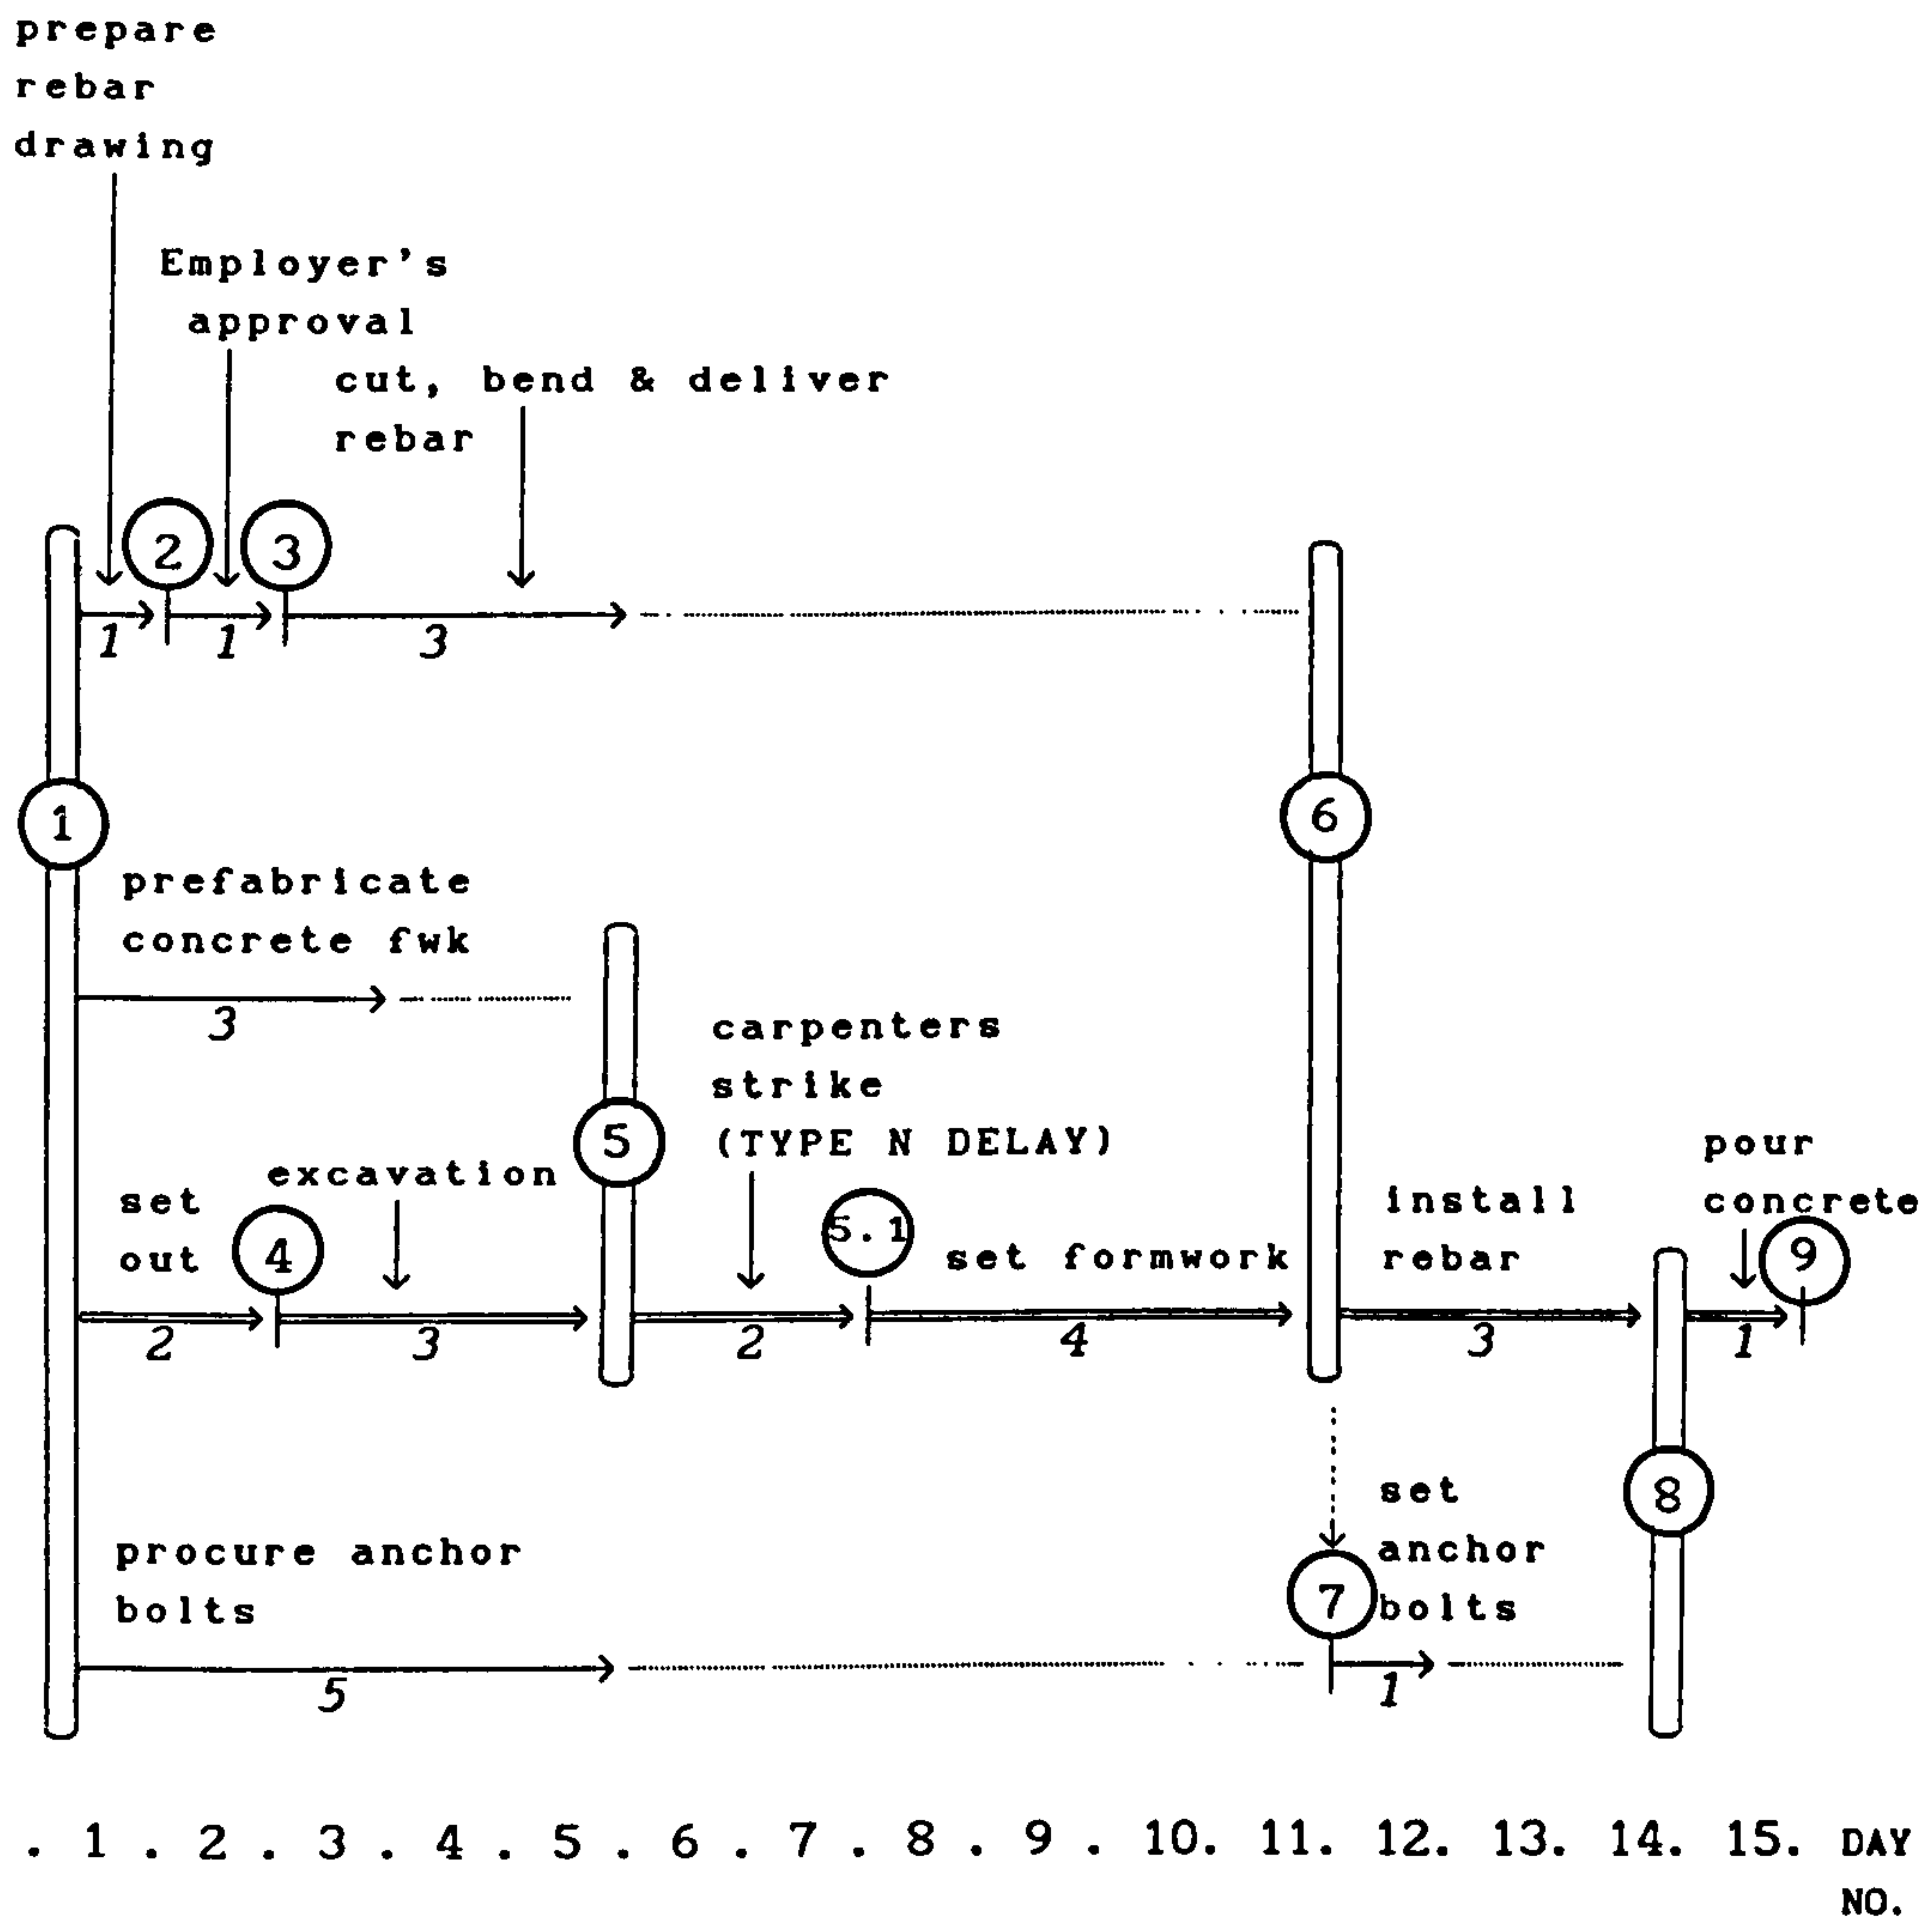 prepare
rebar
drawing
Employer's
approval
cut, bend & deliver
rebar
2
3
1
1
3
1
6
prefabricate
concrete fwk
3
carpenters
strike
(TYPE N DELAY)
5
pour
concrete
excavation
set
out
4
5.1
set formwork
install
rebar
9
2
3
2
4
3
1
8
set
anchor
bolts
7
procure anchor
bolts
5
1
. 1 . 2 . 3 . 4 . 5 . 6 . 7 . 8 . 9 . 10. 11. 12. 13. 14. 15. DAY
NO.